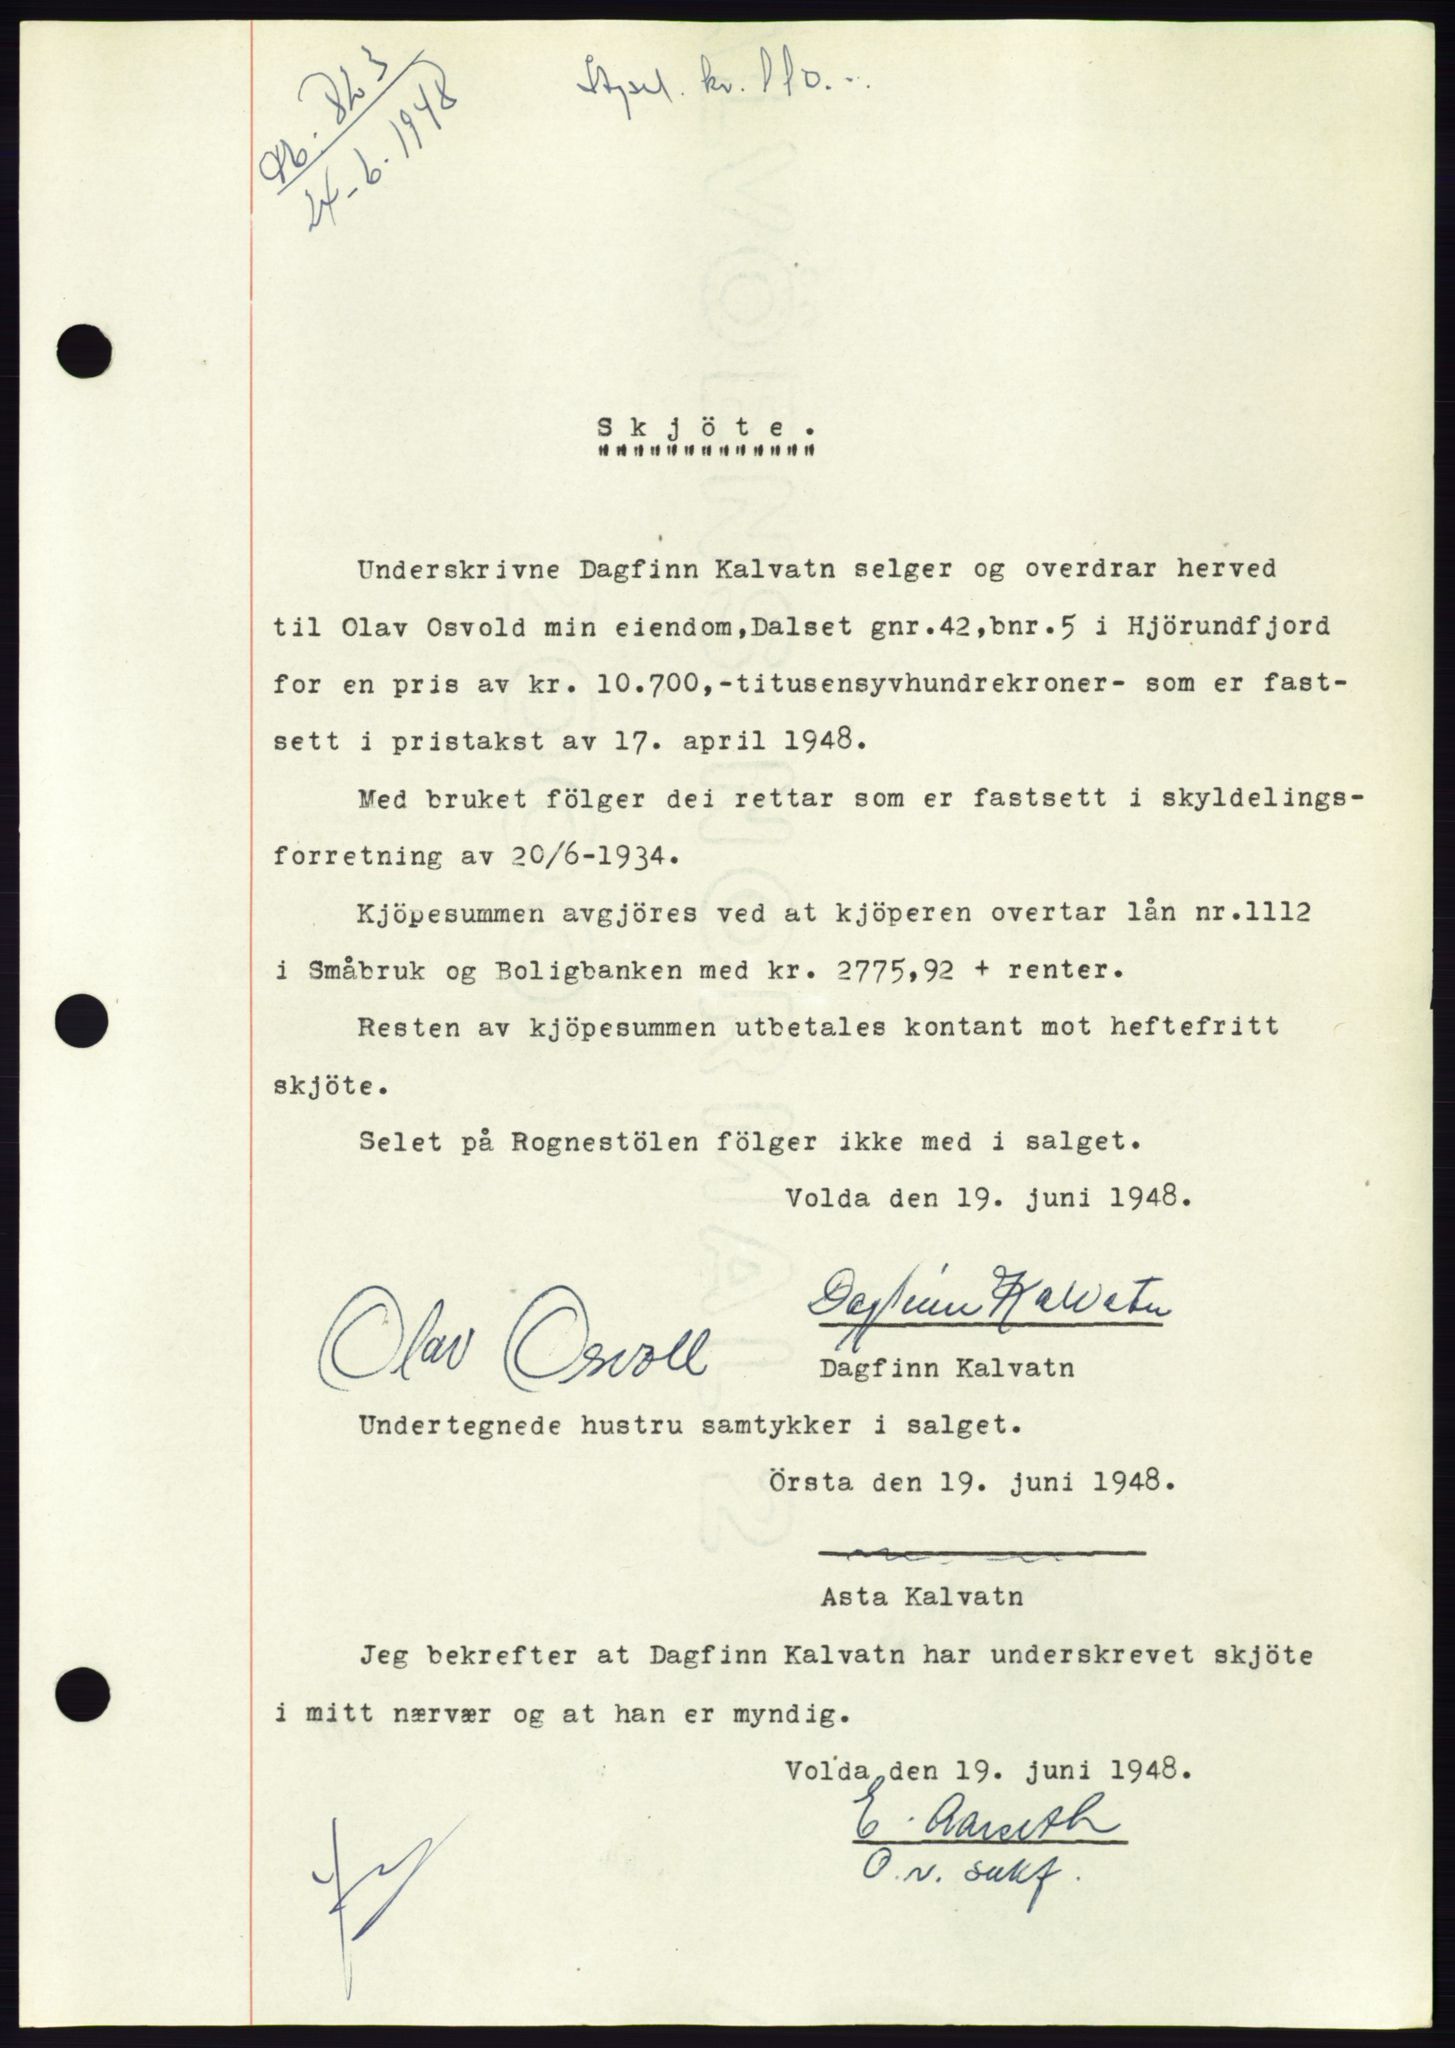 Db. 823
24-6-1948
Stpel. kr. 110.-.
Skjöte.
Underskrivne Dagfinn Kalvatn selger og overdrar herved
til Olav Osvold min eiendom,Dalset gnr.42,bnr.5 i Hjörundfjord
for en pris av kr. 10.700,-titusensyvhundrekroner- som er fast-
sett i pristakst av 17. april 1948.
Med bruket fölger dei rettar som er fastsett i skyldelings-
forretning av 20/6-1934.
Kjöpesummen avgjöres ved at kjöperen overtar lån nr.1112
i Småbruk og Boligbanken med kr. 2775,92 + renter.
Resten av kjöpesummen utbetales kontant mot heftefritt
skjöte.
Selet på Rognestölen fölger ikke med i salget.
Volda den 19. juni 1948.
Dagfinn Kalvatn
Olav Osvoll
Dagfinn Kalvatn
Undertegnede hustru samtykker i salget.
Örsta den 19. juni 1948.
Asta Kalvatn
Jeg bekrefter at Dagfinn Kalvatn har underskrevet skjöte
i mitt nærvær og at han er myndig.
Volda den 19. juni 1948.
E. Aarseth
O.r. sakf.